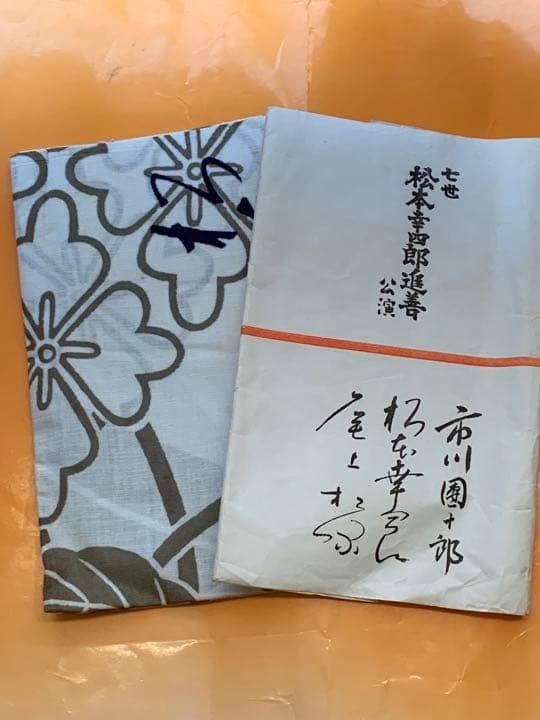 七世
松本幸四郎追善
公演
市川團十郎
松本幸四郎
尾上松緑